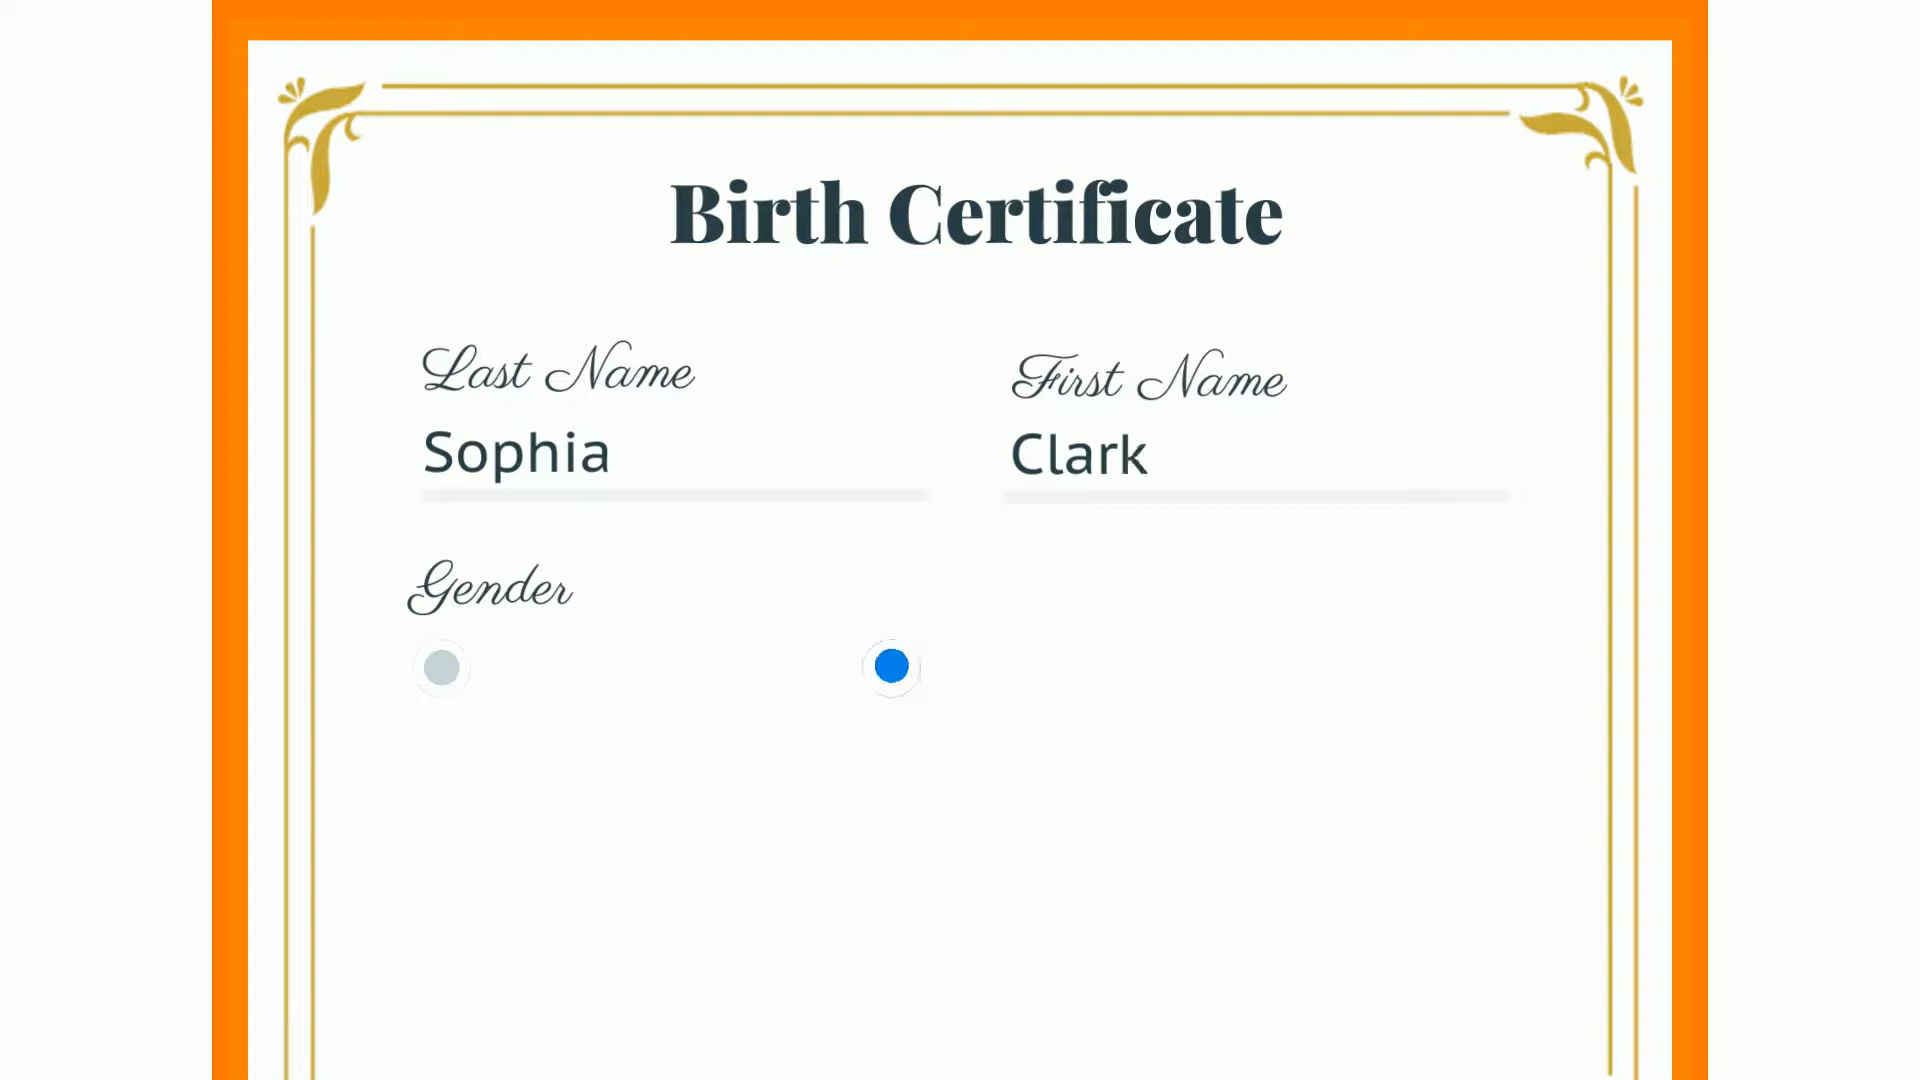 Birth Certificate
Last Name
First Name
Sophia
Clark
Gender